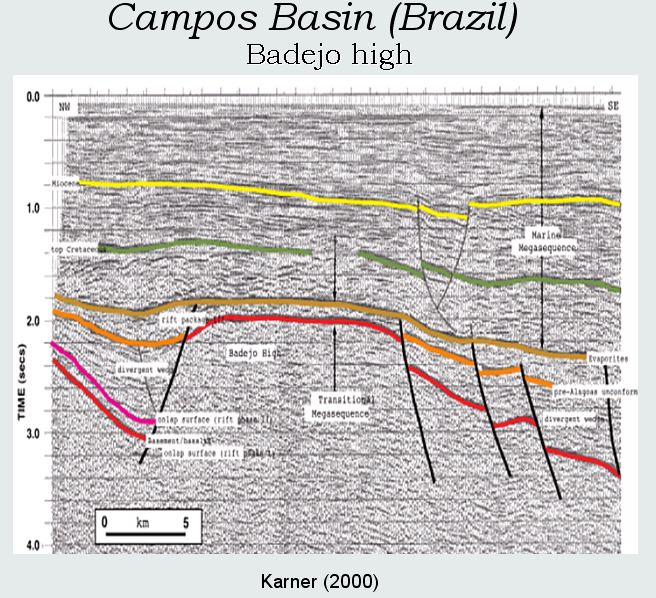 Campos Basin (Brazil)
Badejo high
0.0
NW
SE
Miocene
1.0
Marine
Megasequence
top Cretaceous
2.0
rift package
Badejo High
Evaporites
TIME (secs)
divergent wedge
pre-Alagoas unconform
Transitional
Megasequence
onlap surface (rift phase
divergent wedge
3.0
onlap surface (rift phase
0 km 5
4.0
Karner (2000)